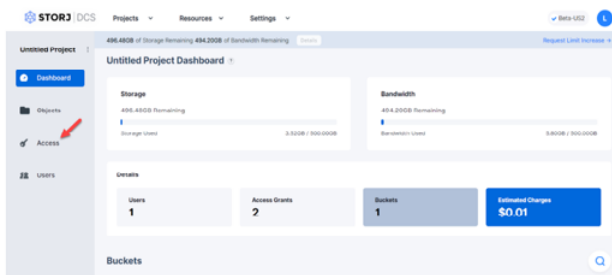 STORJ DCS Projects Resources Settings Beta-US2 L
496.48GB of Storage Remaining 494.20GB of Bandwidth Remaining Details Request Limit Increase
Untitled Project
Untitled Project Dashboard
Dashboard
Objects
Access
Users
Storage
496.48GB Remaining
Storage Used 3.52GB / 500.00GB
Bandwidth
494.20GB Remaining
Bandwidth Used 5.80GB / 500.00GB
Details
Users
1
Access Grants
2
Buckets
1
Estimated Charges
$0.01
Buckets